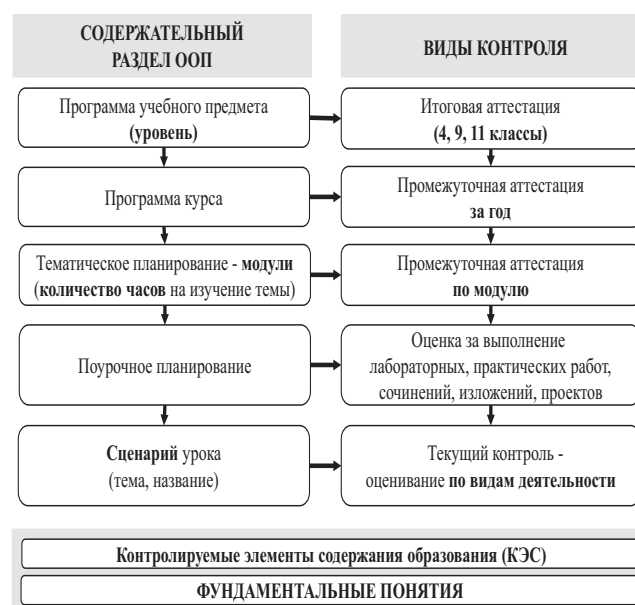 СОДЕРЖАТЕЛЬНЫЙ
РАЗДЕЛ ООП
ВИДЫ КОНТРОЛЯ
Программа учебного предмета
(уровень)
Итоговая аттестация
(4, 9, 11 классы)
Программа курса
Промежуточная аттестация
за год
Тематическое планирование - модули
(количество часов на изучение темы)
Промежуточная аттестация
по модулю
Поурочное планирование
Оценка за выполнение
лабораторных, практических работ,
сочинений, изложений, проектов
Сценарий урока
(тема, название)
Текущий контроль -
оценивание по видам деятельности
Контролируемые элементы содержания образования (КЭС)
ФУНДАМЕНТАЛЬНЫЕ ПОНЯТИЯ